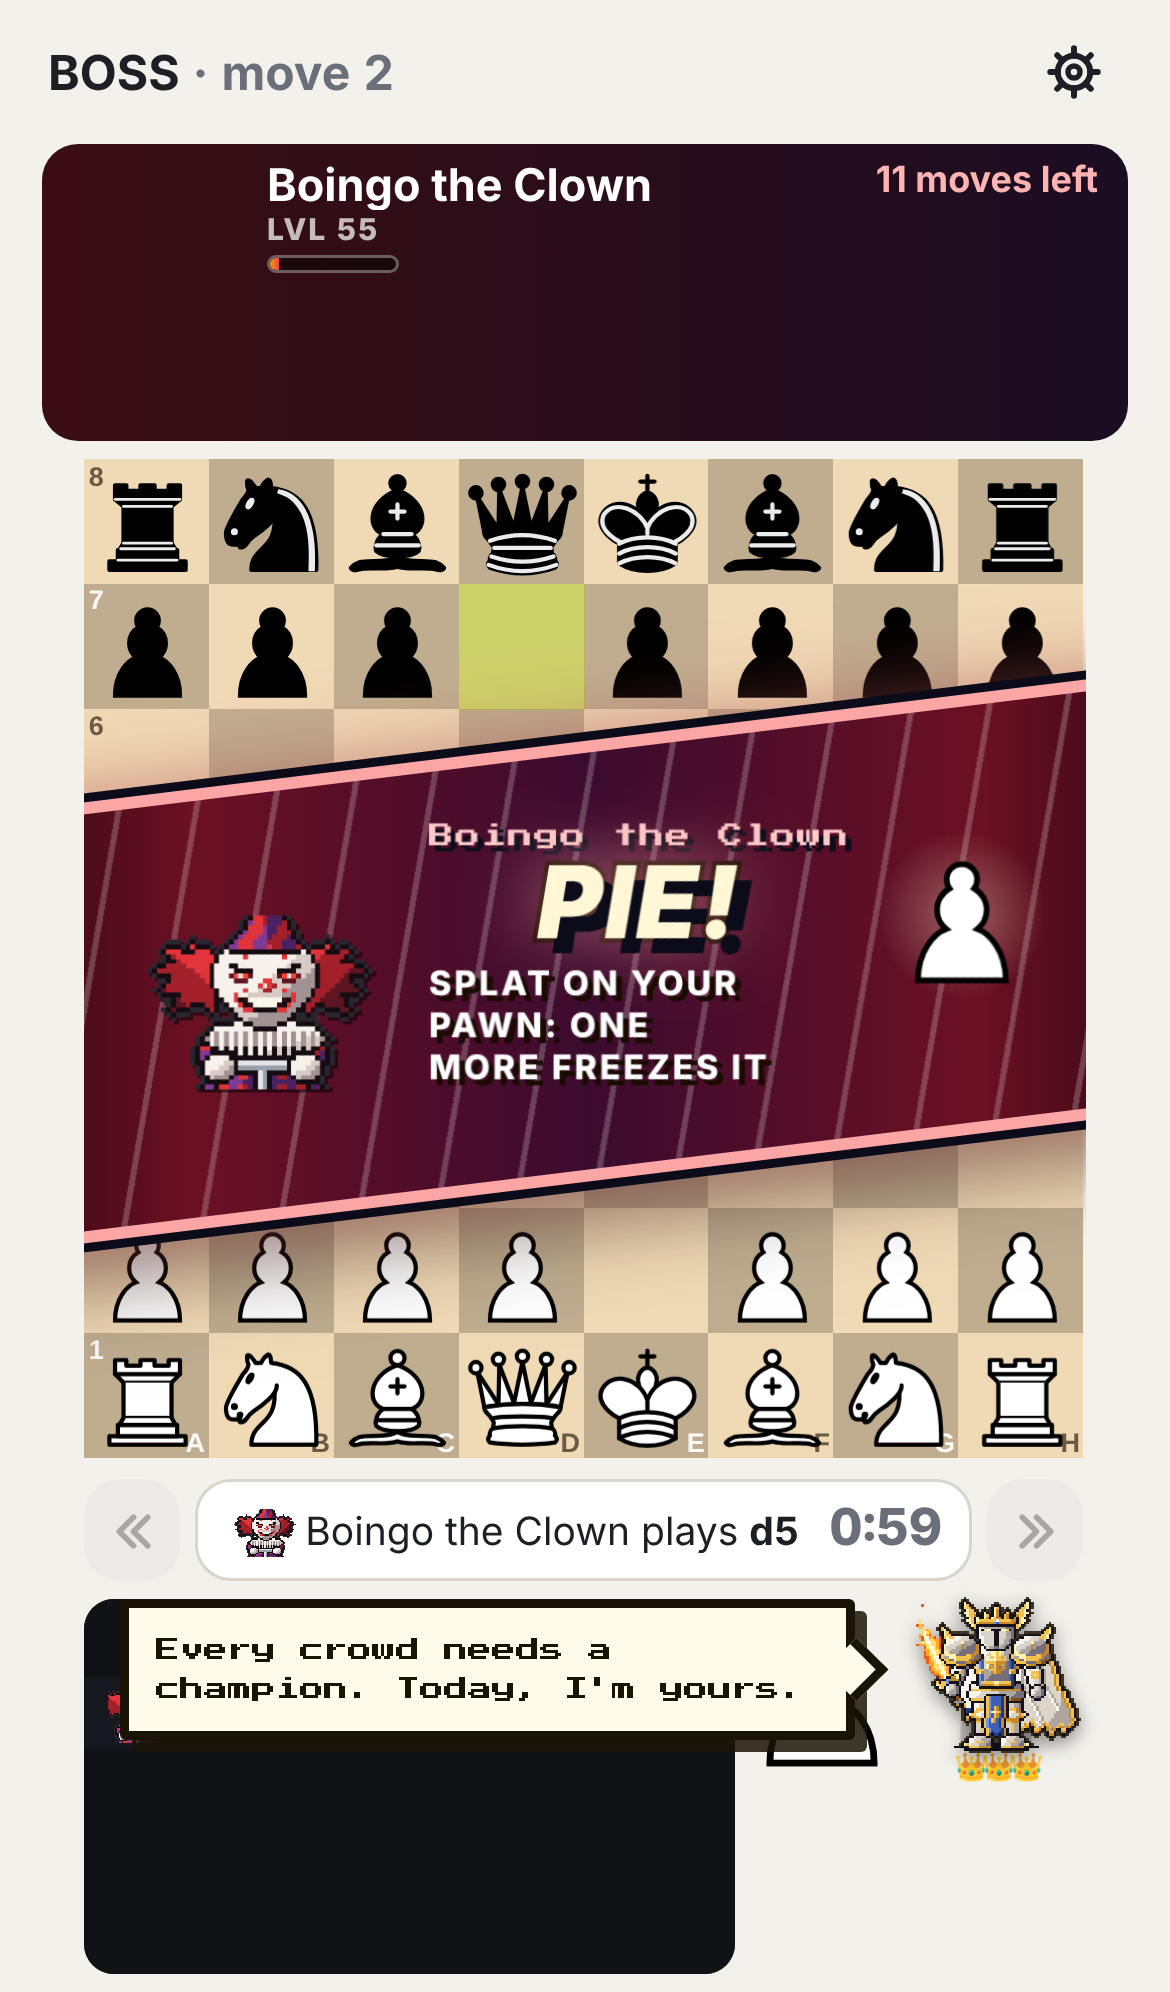 BOSS · move 2
Boingo the Clown
11 moves left
LVL 55
8
7
6
Boingo the Clown
PIE!
SPLAT ON YOUR
PAWN: ONE
MORE FREEZES IT
1
A B C D E F G H
Boingo the Clown plays d5 0:59
Every crowd needs a
champion. Today, I'm yours.